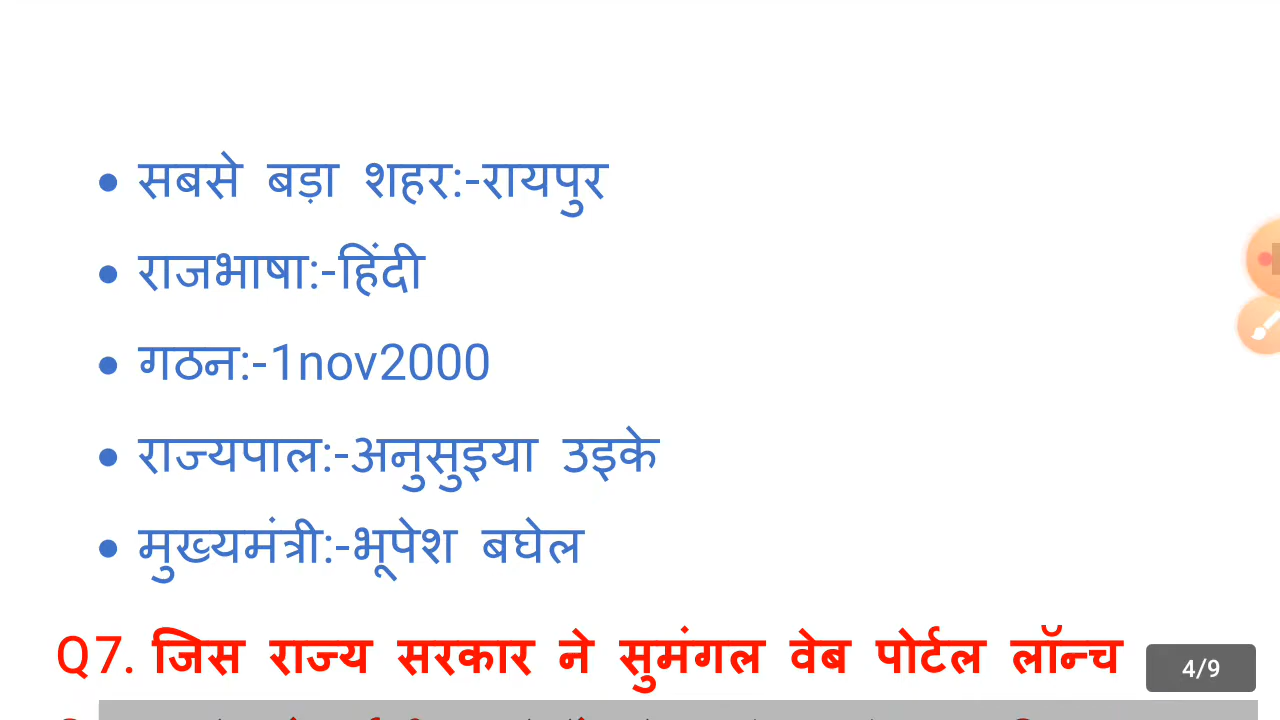 • सबसे बड़ा शहर:-रायपुर
• राजभाषा:-हिंदी
• गठन:-1nov2000
• राज्यपाल:-अनुसुइया उइके
• मुख्यमंत्री:-भूपेश बघेल
Q7. जिस राज्य सरकार ने सुमंगल वेब पोर्टल लॉन्च
4/9